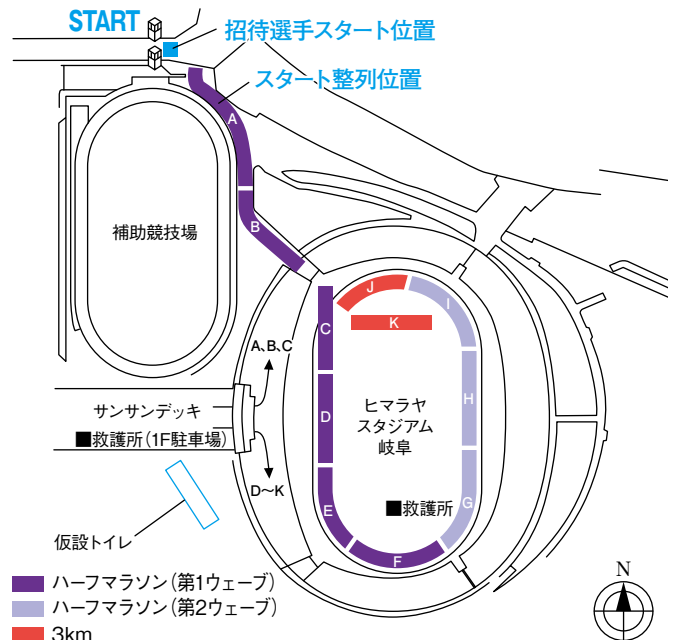 START
招待選手スタート位置
スタート整列位置
A
B
補助競技場
J
I
K
C
A、B、C
H
ヒマラヤ
スタジアム
岐阜
D
サンサンデッキ
■救護所（1F駐車場）
D〜K
G
E
■救護所
F
仮設トイレ
ハーフマラソン（第1ウェーブ）
ハーフマラソン（第2ウェーブ）
3km
N